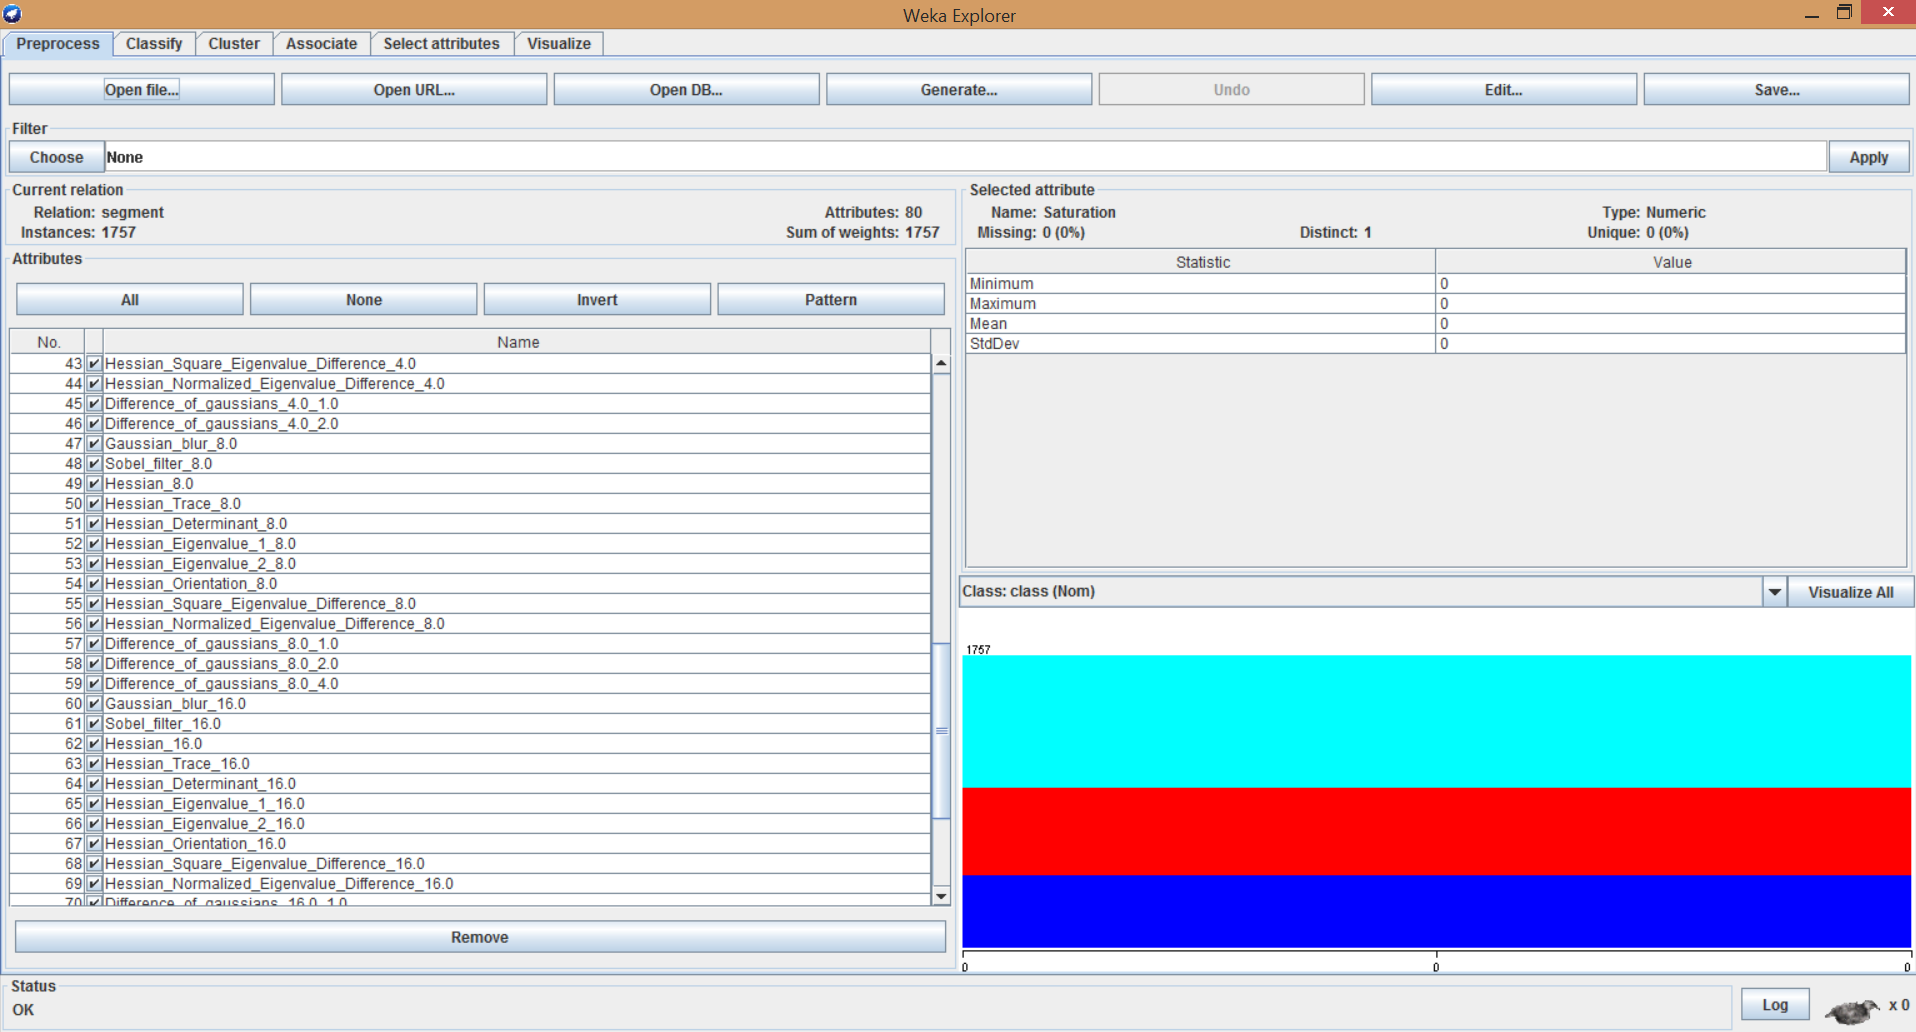 Weka Explorer
Preprocess Classify Cluster Associate Select attributes Visualize
Open file... Open URL... Open DB... Generate... Undo Edit... Save...
Filter
Choose None Apply
Current relation
Relation: segment Attributes: 80
Instances: 1757 Sum of weights: 1757
Attributes
All None Invert Pattern
No. Name
43 Hessian_Square_Eigenvalue_Difference_4.0
44 Hessian_Normalized_Eigenvalue_Difference_4.0
45 Difference_of_gaussians_4.0_1.0
46 Difference_of_gaussians_4.0_2.0
47 Gaussian_blur_8.0
48 Sobel_filter_8.0
49 Hessian_8.0
50 Hessian_Trace_8.0
51 Hessian_Determinant_8.0
52 Hessian_Eigenvalue_1_8.0
53 Hessian_Eigenvalue_2_8.0
54 Hessian_Orientation_8.0
55 Hessian_Square_Eigenvalue_Difference_8.0
56 Hessian_Normalized_Eigenvalue_Difference_8.0
57 Difference_of_gaussians_8.0_1.0
58 Difference_of_gaussians_8.0_2.0
59 Difference_of_gaussians_8.0_4.0
60 Gaussian_blur_16.0
61 Sobel_filter_16.0
62 Hessian_16.0
63 Hessian_Trace_16.0
64 Hessian_Determinant_16.0
65 Hessian_Eigenvalue_1_16.0
66 Hessian_Eigenvalue_2_16.0
67 Hessian_Orientation_16.0
68 Hessian_Square_Eigenvalue_Difference_16.0
69 Hessian_Normalized_Eigenvalue_Difference_16.0
70 Difference_of_gaussians_16.0_1.0
Remove
Selected attribute
Name: Saturation Type: Numeric
Missing: 0 (0%) Distinct: 1 Unique: 0 (0%)
Statistic Value
Minimum 0
Maximum 0
Mean 0
StdDev 0
Class: class (Nom) Visualize All
1757
0 0 0
Status
OK
Log x 0